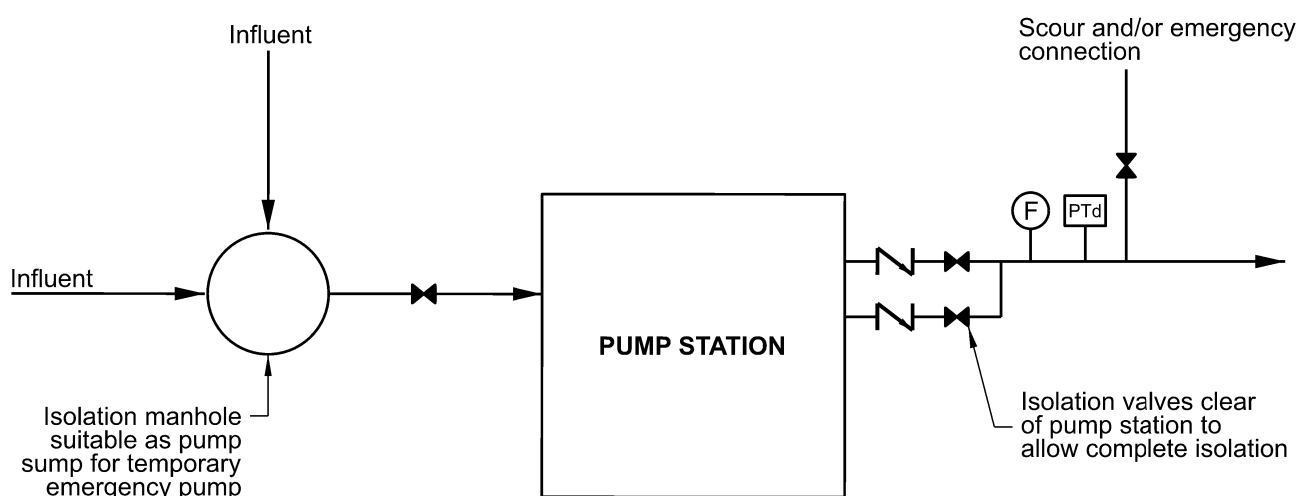 Influent
Scour and/or emergency
connection
F
PTd
Influent
PUMP STATION
Isolation manhole
suitable as pump
sump for temporary
emergency pump
Isolation valves clear
of pump station to
allow complete isolation